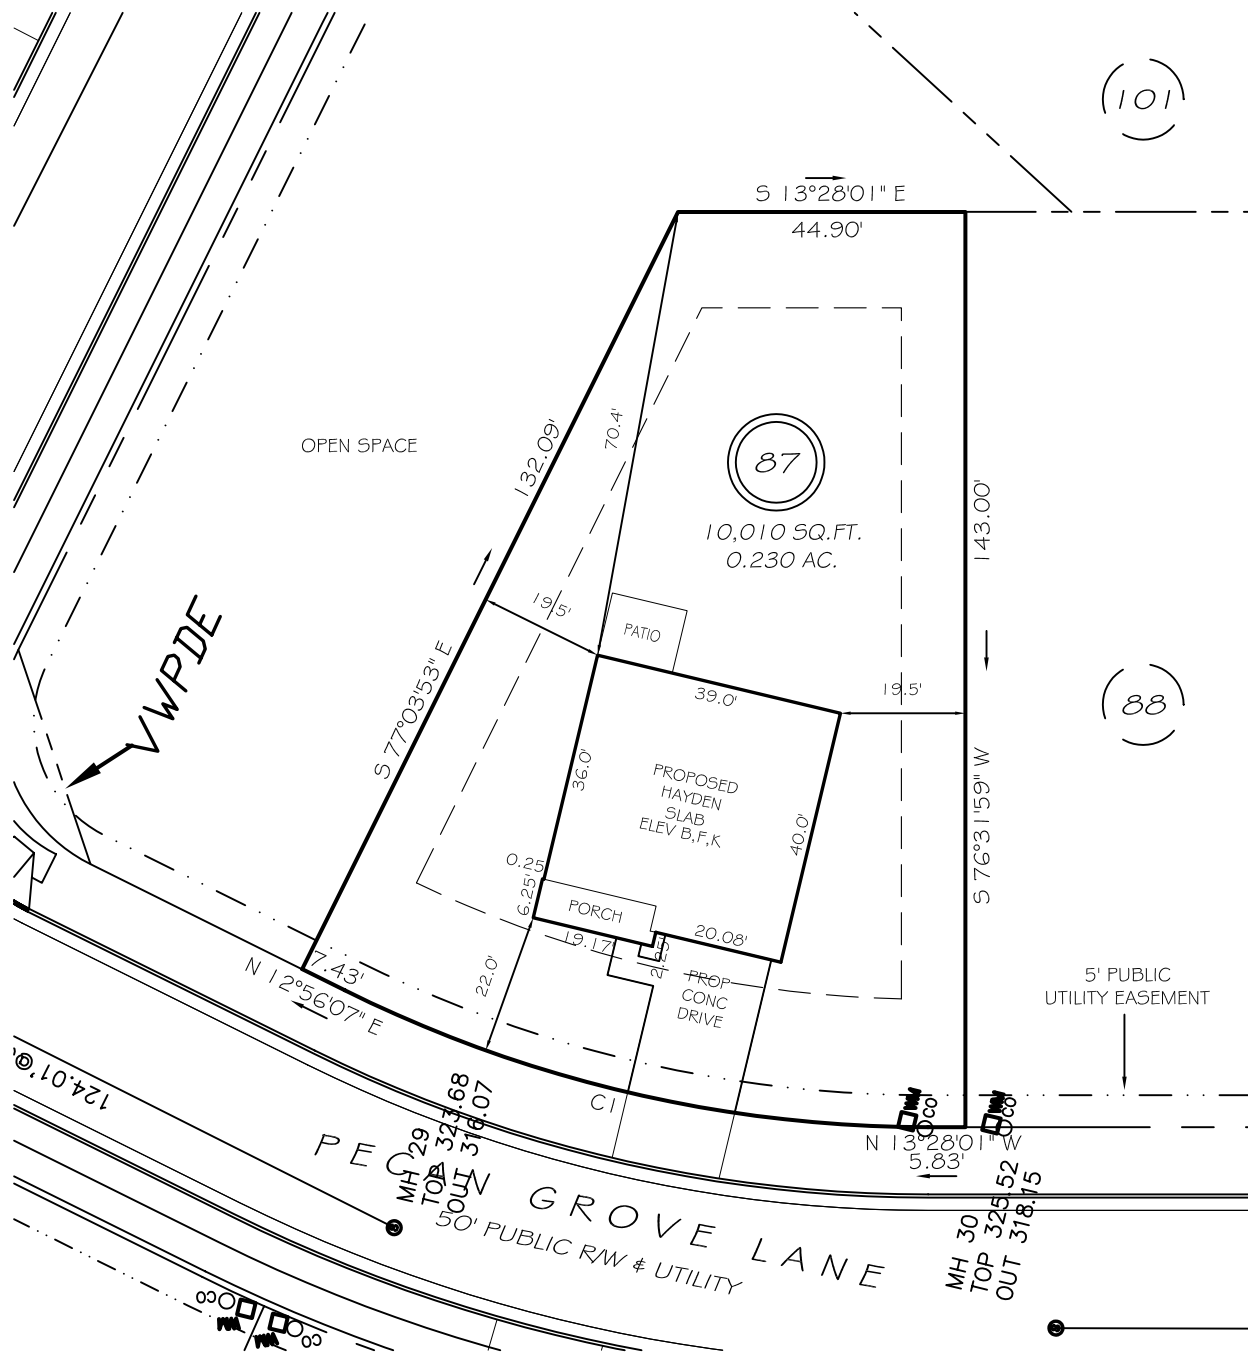 101
S 13°28'01" E
44.90'
OPEN SPACE
132.09'
70.4'
87
10,010 SQ.FT.
0.230 AC.
143.00'
19.5'
PATIO
VWPDE
S 77°03'53" E
39.0'
19.5'
88
36.0'
PROPOSED
HAYDEN
SLAB
ELEV B,F,K
40.0'
S 76°31'59" W
0.25
6.25'
PORCH
19.17'
20.08'
2.25'
22.0'
PROP
CONC
DRIVE
7.43'
N 12°56'07" E
5' PUBLIC
UTILITY EASEMENT
124.01'
C1
WM
CO
WM
CO
N 13°28'01" W
5.83'
MH 29
TOP 323.68
OUT 316.07
PECAN GROVE LANE
50' PUBLIC R/W & UTILITY
MH 30
TOP 325.52
OUT 318.15
CO
WM
WM
CO